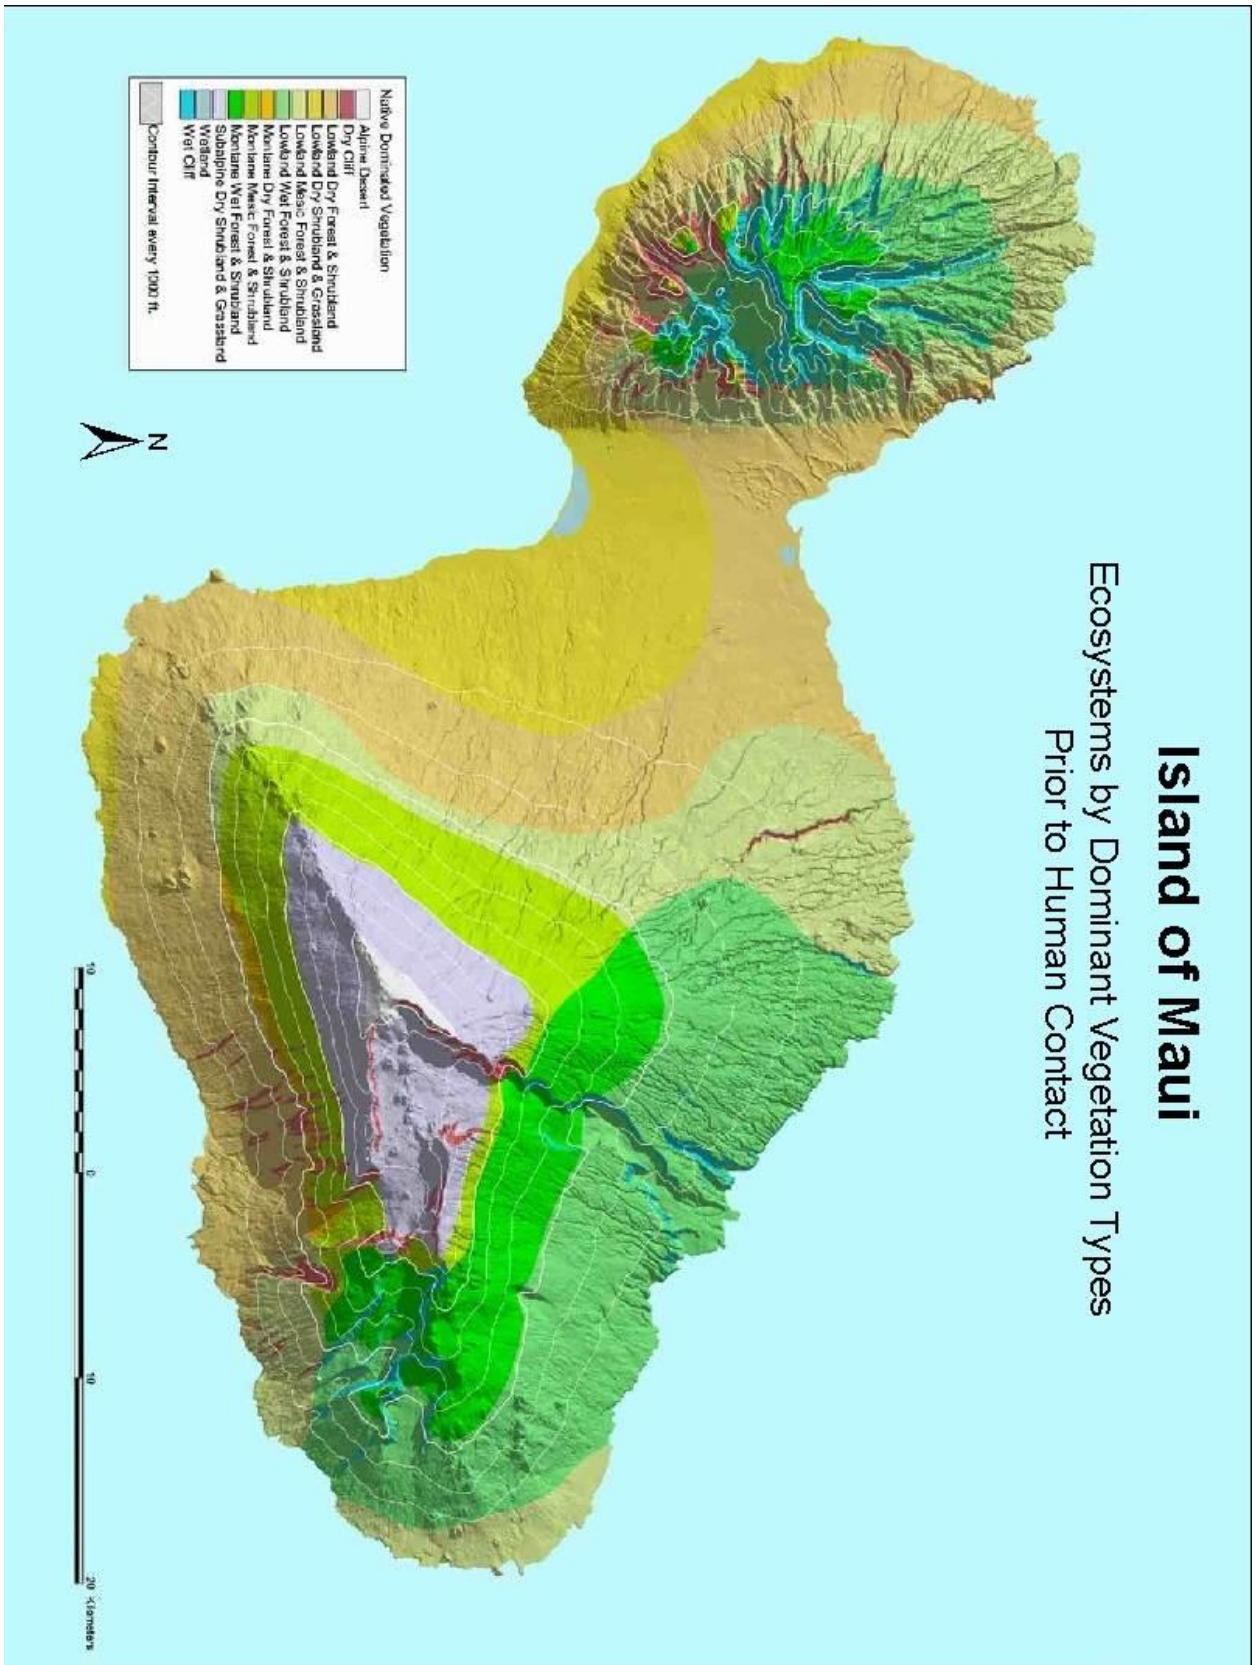 Island of Maui
Ecosystems by Dominant Vegetation Types
Prior to Human Contact
Native Dominated Vegetation
Alpine Desert
Dry Cliff
Lowland Dry Forest & Shrubland
Lowland Dry Shrubland & Grassland
Lowland Mesic Forest & Shrubland
Lowland Wet Forest & Shrubland
Montane Dry Forest & Shrubland
Montane Mesic Forest & Shrubland
Montane Wet Forest & Shrubland
Subalpine Dry Shrubland & Grassland
Wetland
Wet Cliff
Contour Interval every 1000 ft.
N
10 0 10 20 Kilometers